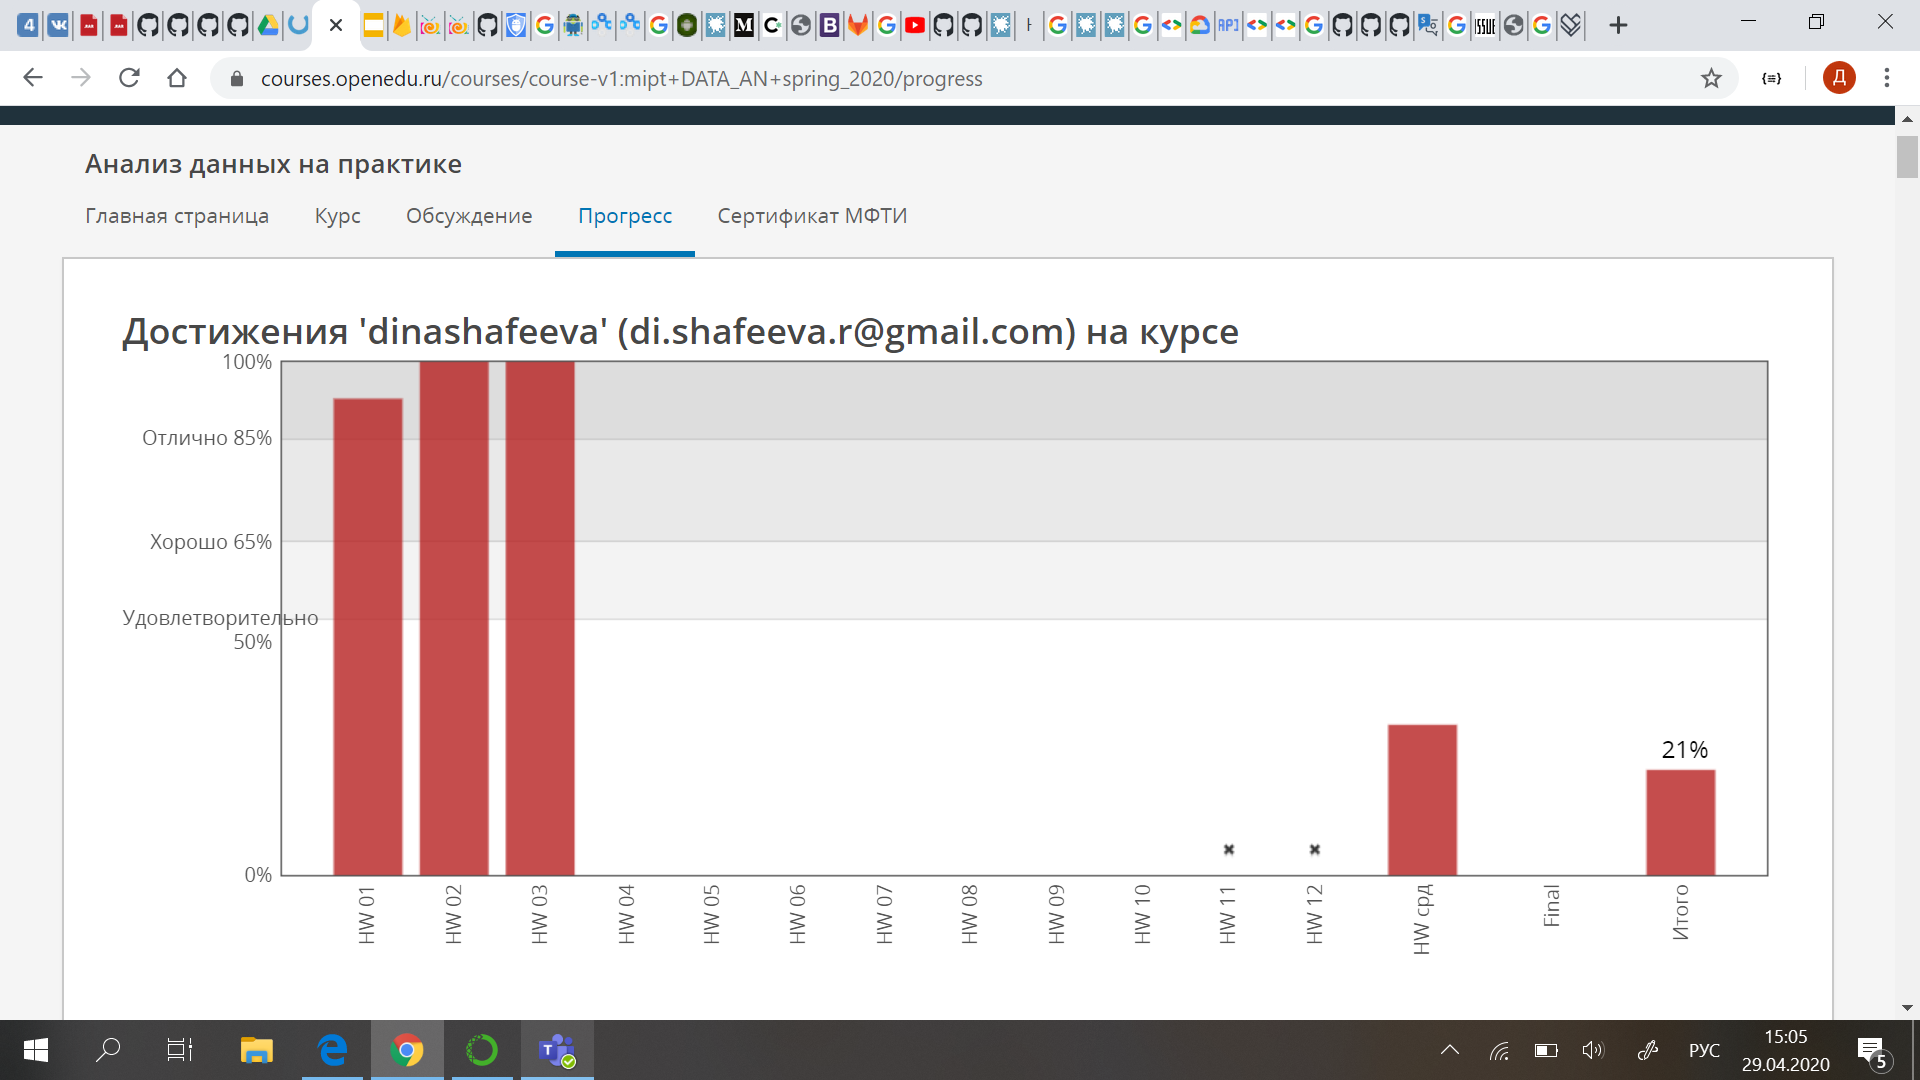 courses.openedu.ru/courses/course-v1:mipt+DATA_AN+spring_2020/progress
Д
Анализ данных на практике
Главная страница Курс Обсуждение Прогресс Сертификат МФТИ
Достижения 'dinashafeeva' (di.shafeeva.r@gmail.com) на курсе
100%
Отлично 85%
Хорошо 65%
Удовлетворительно
50%
0%
21%
HW 01
HW 02
HW 03
HW 04
HW 05
HW 06
HW 07
HW 08
HW 09
HW 10
HW 11
HW 12
HW срд
Final
Итого
РУС
15:05
29.04.2020
5